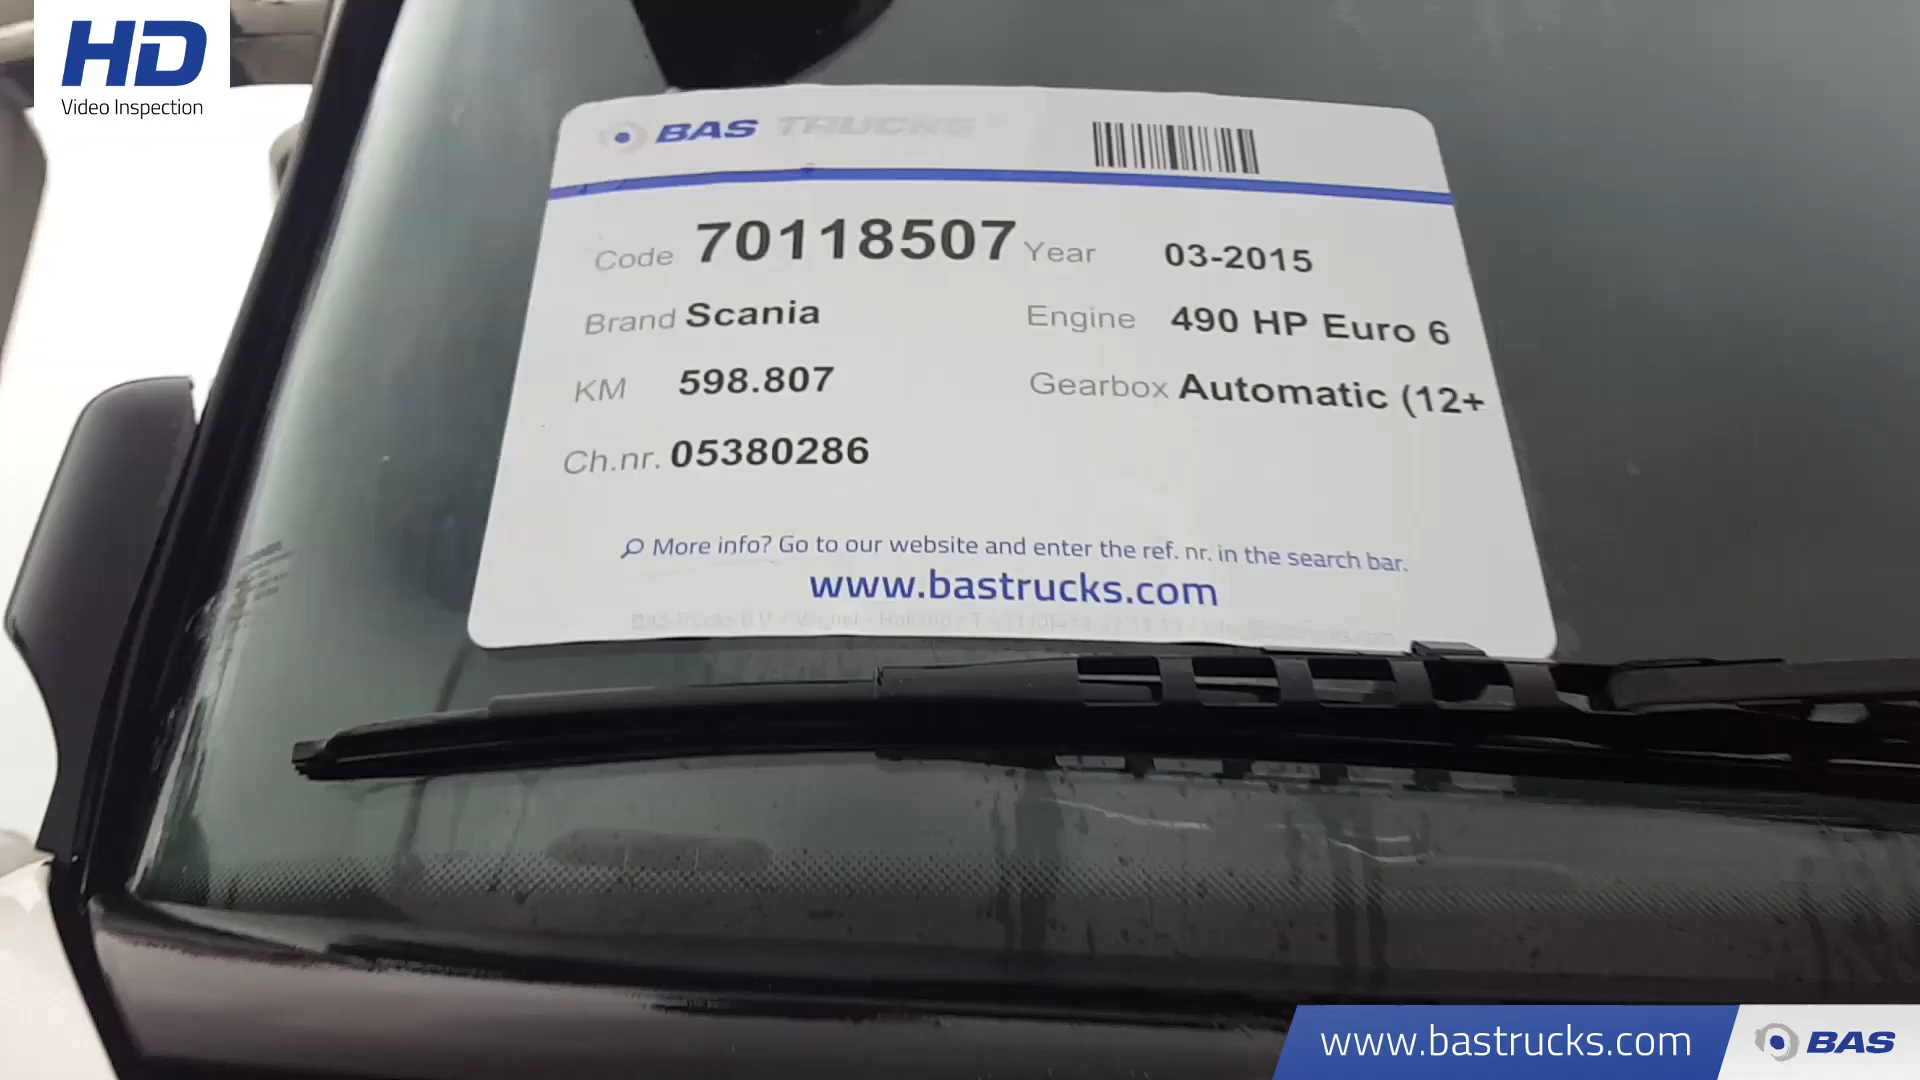 HD
Video Inspection
BAS TRUCKS
Code 70118507 Year 03-2015
Brand Scania Engine 490 HP Euro 6
KM 598.807 Gearbox Automatic (12+
Ch.nr. 05380286
More info? Go to our website and enter the ref. nr. in the search bar.
www.bastrucks.com
www.bastrucks.com BAS